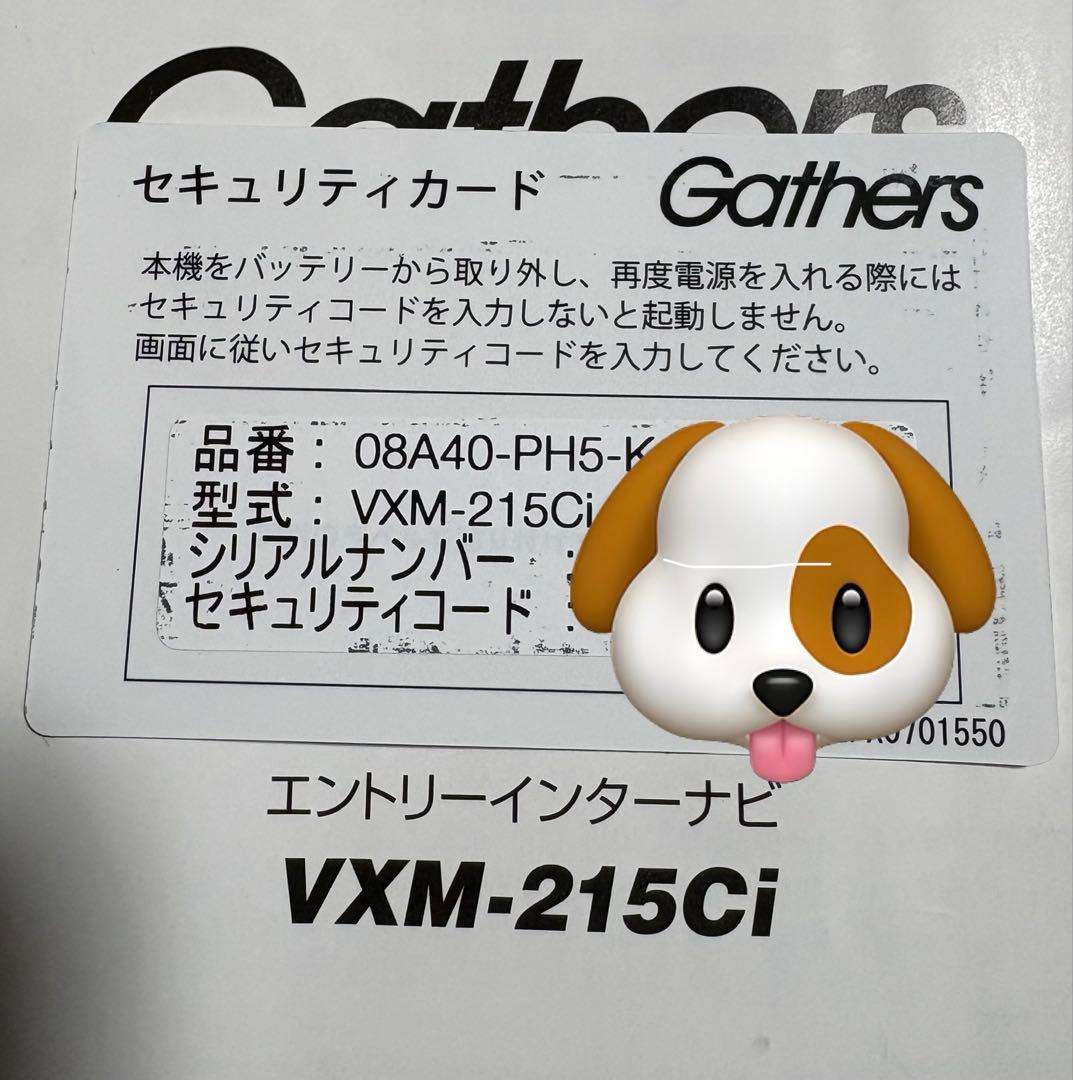 Gathers
セキュリティカード
Gathers
本機をバッテリーから取り外し、再度電源を入れる際には
セキュリティコードを入力しないと起動しません。
画面に従いセキュリティコードを入力してください。
品番： 08A40-PH5-K
型式： VXM-215Ci
シリアルナンバー ：
セキュリティコード ：
0701550
エントリーインターナビ
VXM-215Ci